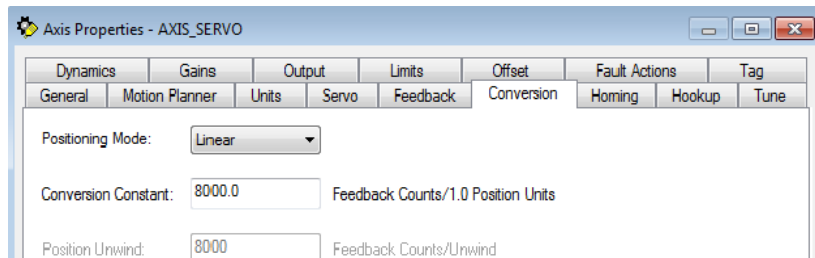 Axis Properties - AXIS_SERVO
Dynamics Gains Output Limits Offset Fault Actions Tag
General Motion Planner Units Servo Feedback Conversion Homing Hookup Tune
Positioning Mode: Linear
Conversion Constant: 8000.0 Feedback Counts/1.0 Position Units
Position Unwind: 8000 Feedback Counts/Unwind